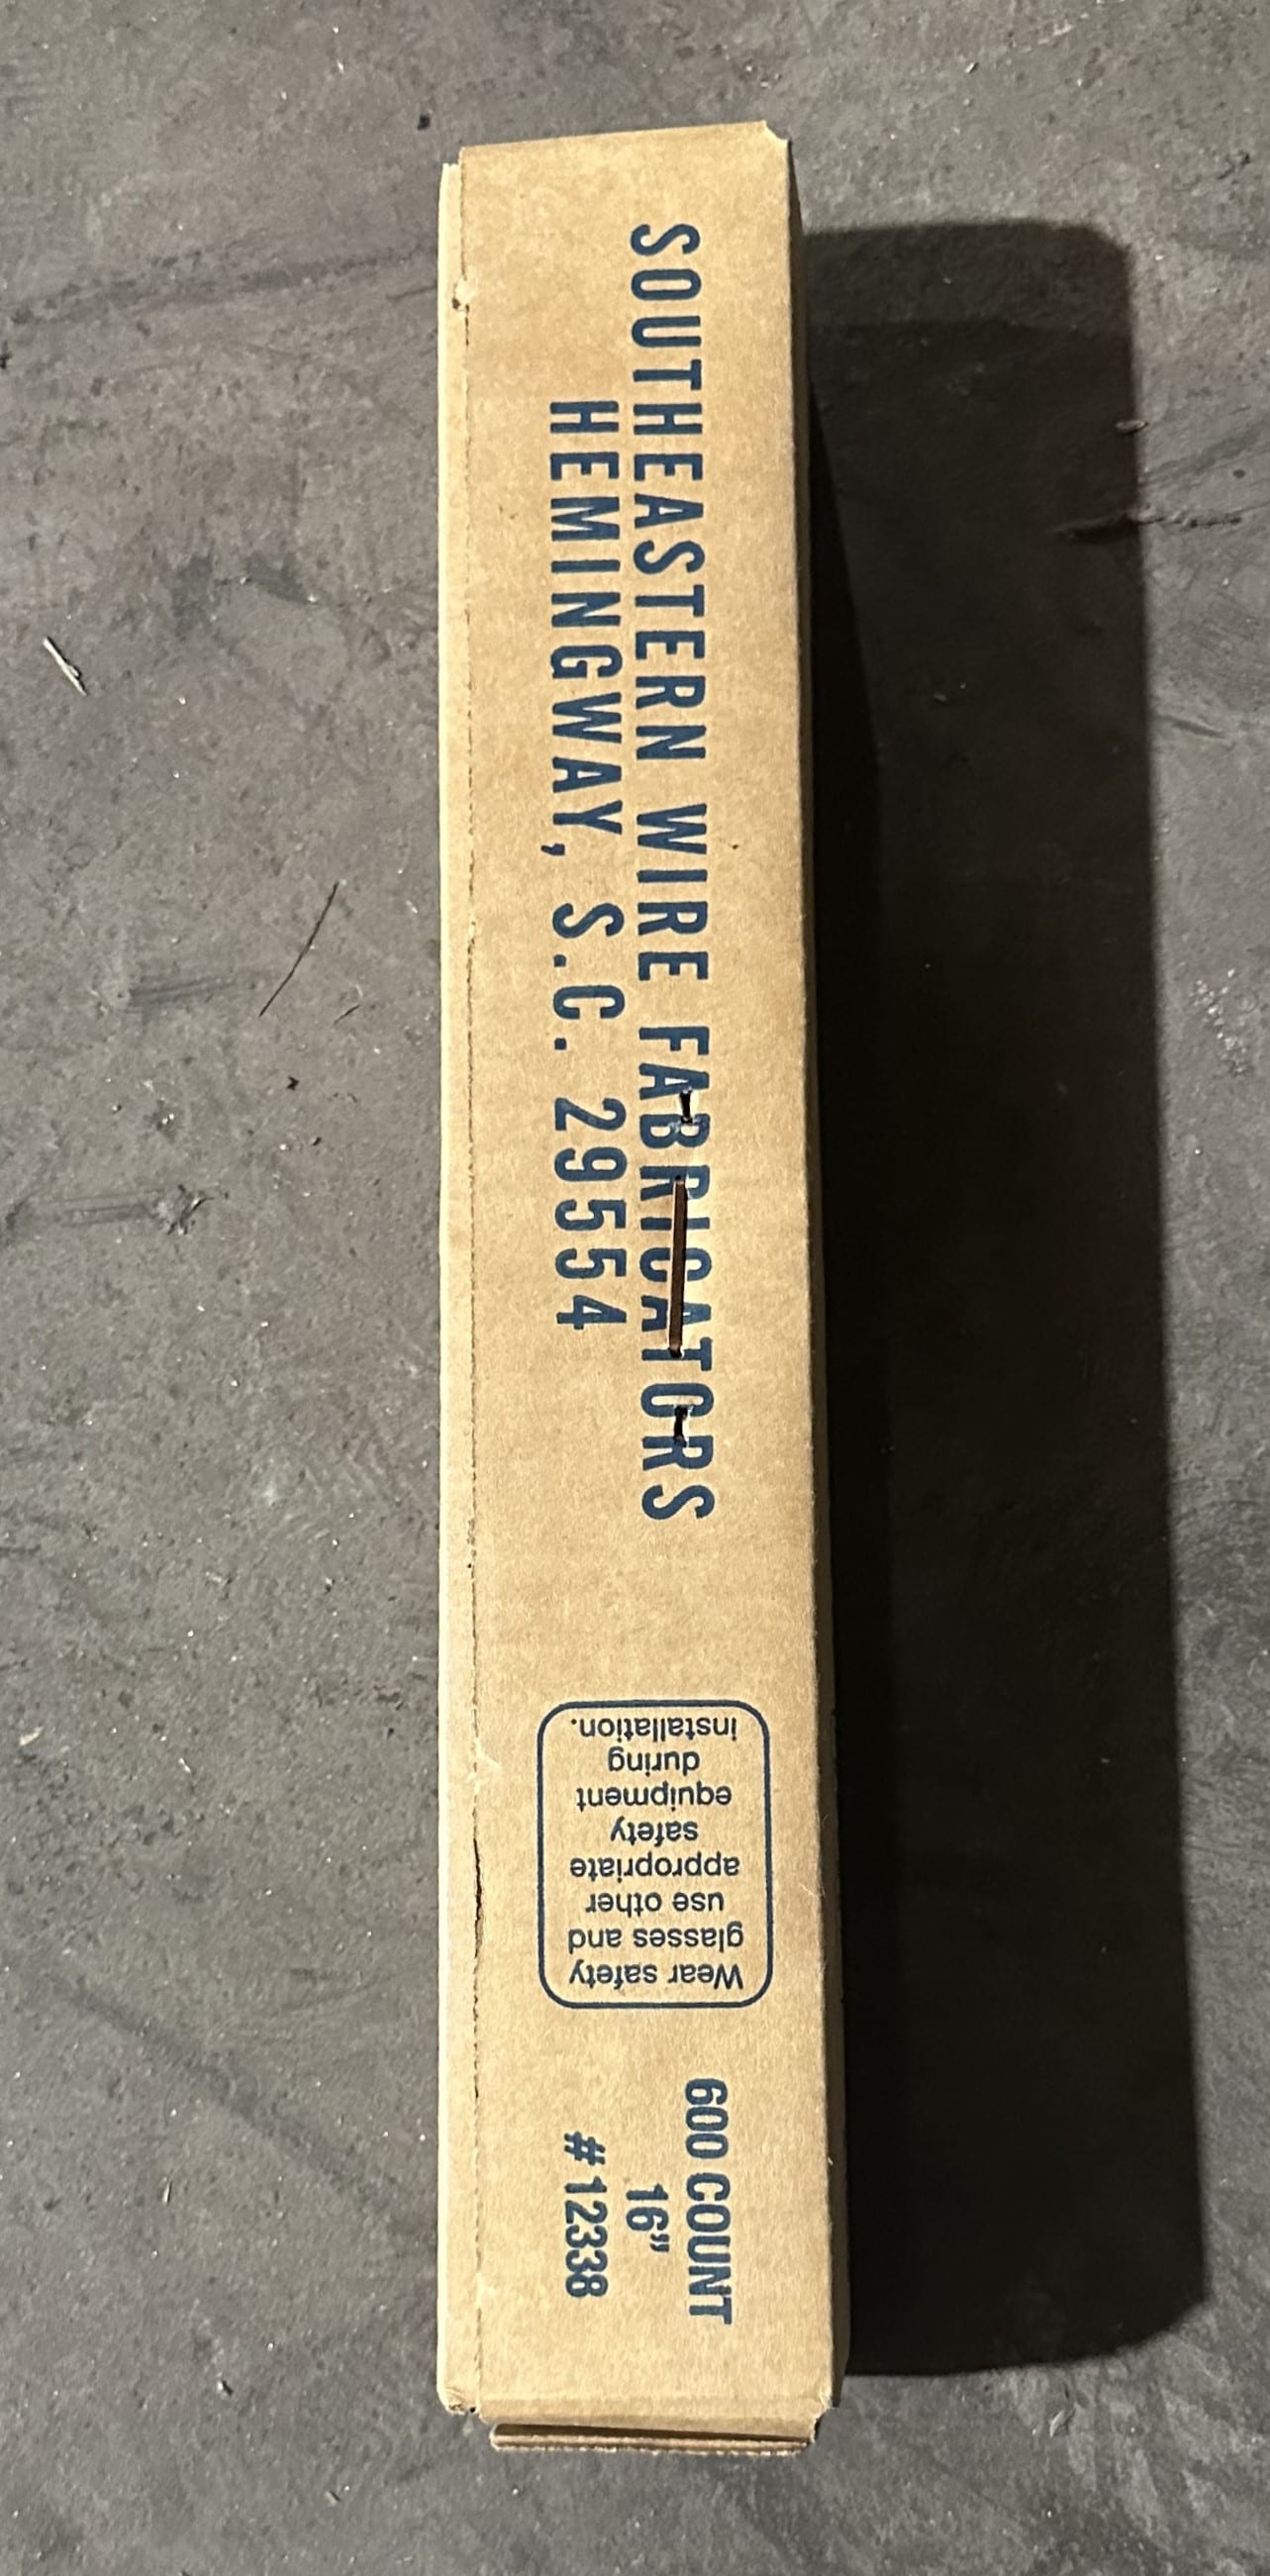 SOUTHEASTERN WIRE FABRICATORS
HEMINGWAY, S.C. 29554
Wear safety
glasses and
use other
appropriate
safety
equipment
during
installation.
600 COUNT
16”
# 12338